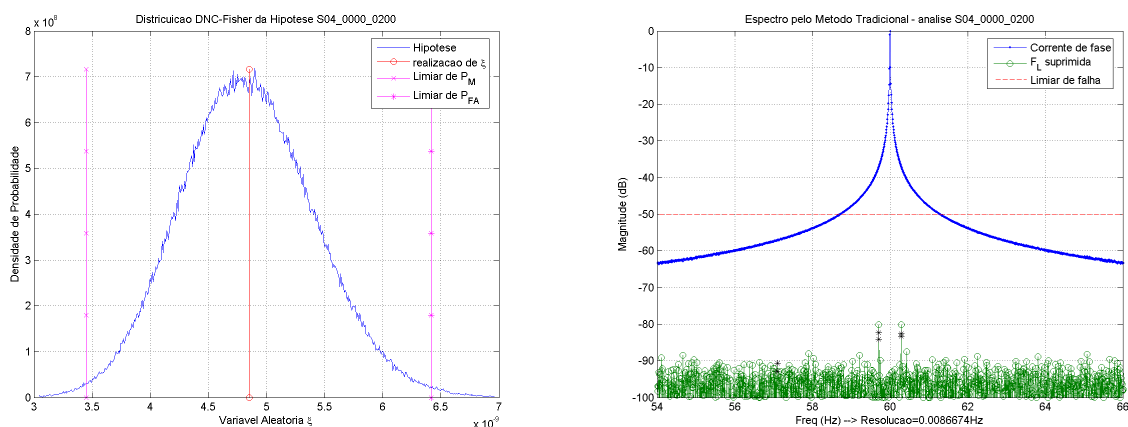 Districuicao DNC-Fisher da Hipotese S04_0000_0200
x 10^8
8
7
6
5
4
3
2
1
0
Densidade de Probabilidade
Hipotese
realizacao de ξ
Limiar de P_M
Limiar de P_FA
3
3.5
4
4.5
5
5.5
6
6.5
7
x 10^-9
Variavel Aleatoria ξ
Espectro pelo Metodo Tradicional - analise S04_0000_0200
0
-10
-20
-30
-40
-50
-60
-70
-80
-90
-100
Magnitude (dB)
Corrente de fase
F_L suprimida
Limiar de falha
54
56
58
60
62
64
66
Freq (Hz) --> Resolucao=0.0086674Hz